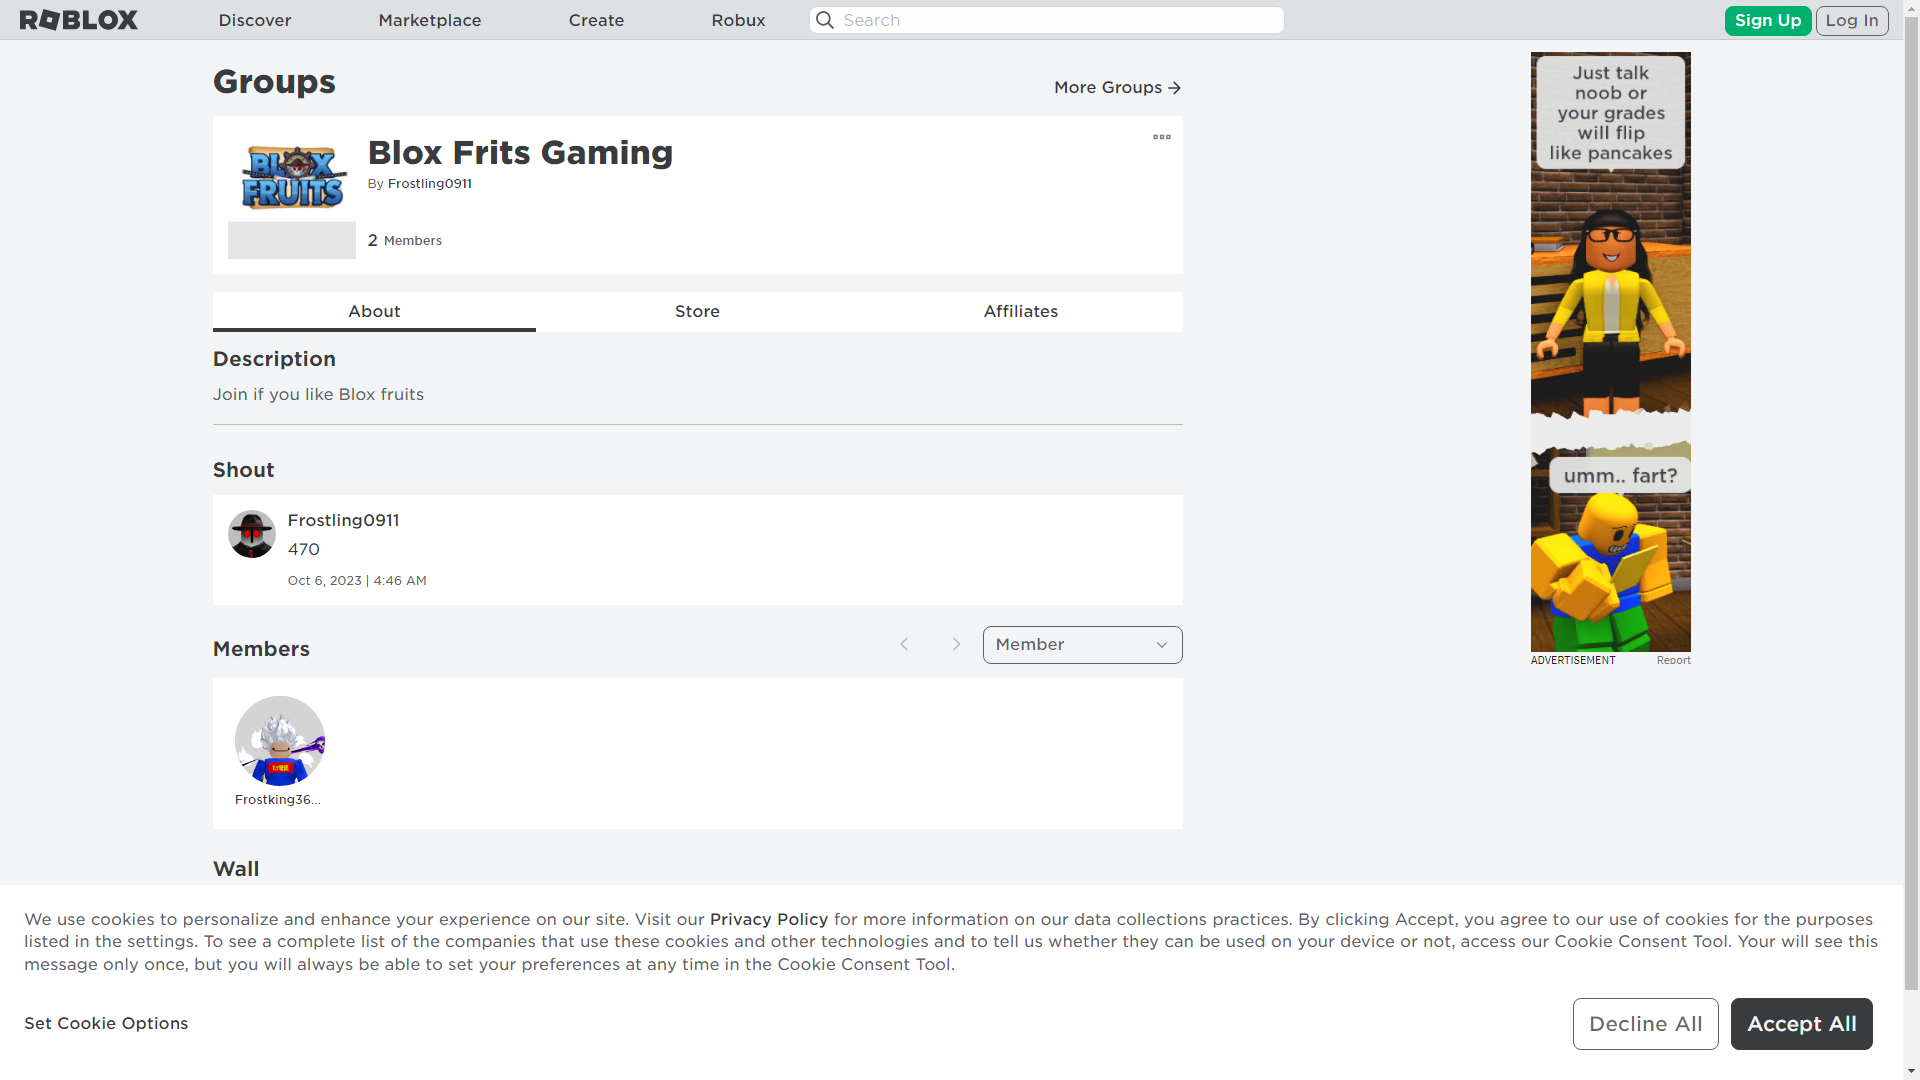 ROBLOX
Discover
Marketplace
Create
Robux
Search
Sign Up
Log In
Groups
More Groups
BLOX
FRUITS
Blox Frits Gaming
By Frostling0911
2 Members
About
Store
Affiliates
Description
Join if you like Blox fruits
Shout
Frostling0911
470
Oct 6, 2023 | 4:46 AM
Members
Member
Frostking36...
Wall
Just talk
noob or
your grades
will flip
like pancakes
umm.. fart?
ADVERTISEMENT
Report
We use cookies to personalize and enhance your experience on our site. Visit our Privacy Policy for more information on our data collections practices. By clicking Accept, you agree to our use of cookies for the purposes
listed in the settings. To see a complete list of the companies that use these cookies and other technologies and to tell us whether they can be used on your device or not, access our Cookie Consent Tool. Your will see this
message only once, but you will always be able to set your preferences at any time in the Cookie Consent Tool.
Set Cookie Options
Decline All
Accept All